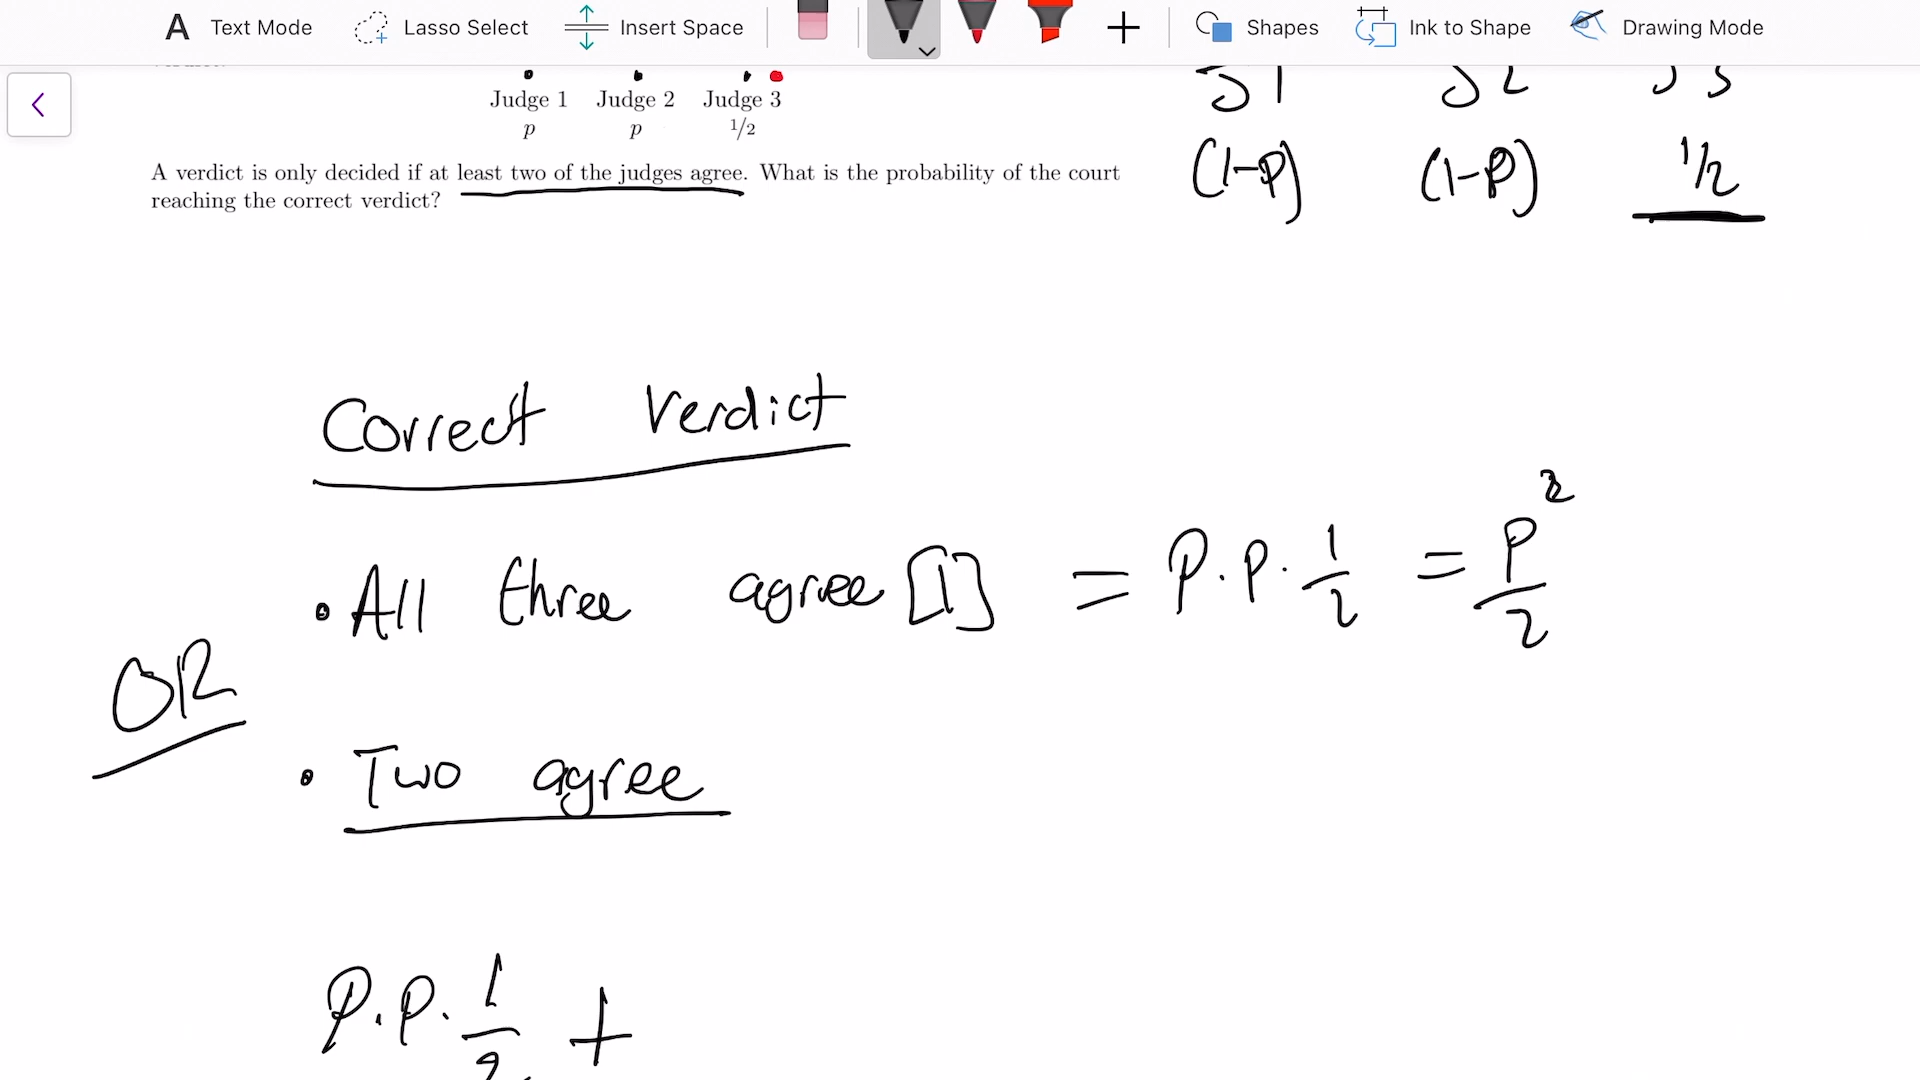 Text Mode Lasso Select Insert Space Shapes Ink to Shape Drawing Mode
Judge 1 Judge 2 Judge 3
p p 1/2
A verdict is only decided if at least two of the judges agree. What is the probability of the court
reaching the correct verdict?
J1 J2 J3
(1-P) (1-P) 1/2
Correct Verdict
• All three agree [1] = P.P.1/2 = P²/2
OR
• Two agree
P.P.1/2 +